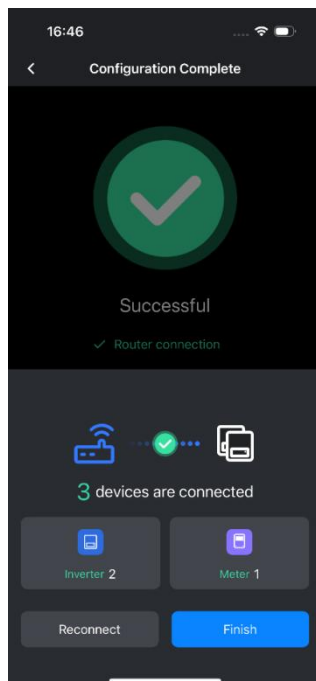 16:46
Configuration Complete
Successful
Router connection
3 devices are connected
Inverter 2
Meter 1
Reconnect
Finish